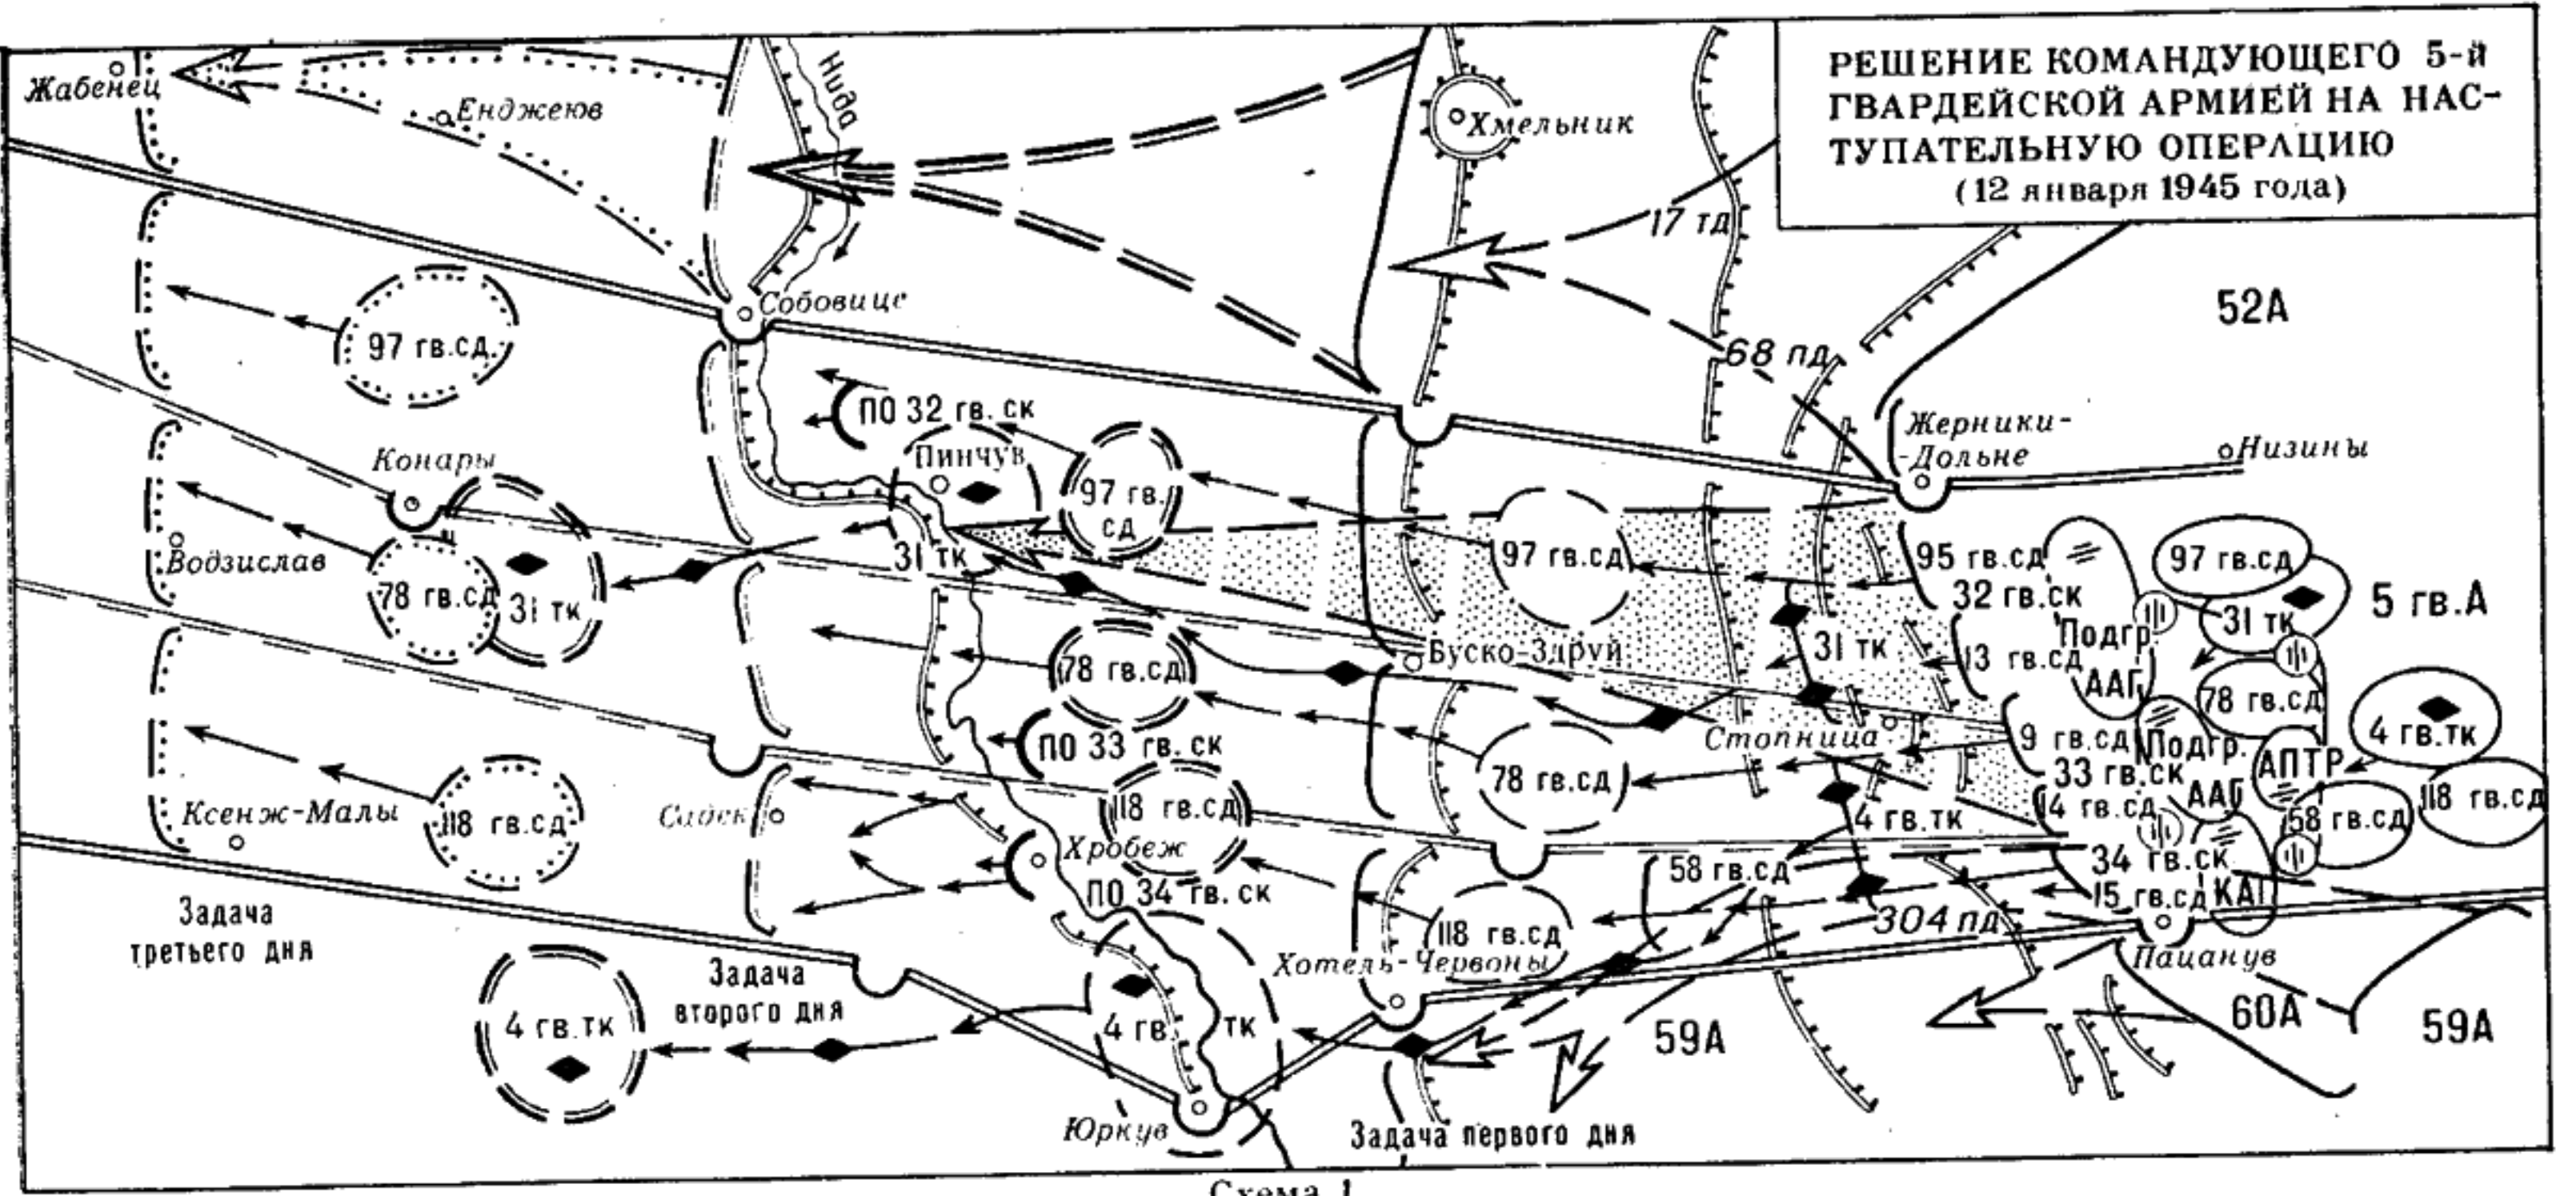 РЕШЕНИЕ КОМАНДУЮЩЕГО 5-й
ГВАРДЕЙСКОЙ АРМИЕЙ НА НАС-
ТУПАТЕЛЬНУЮ ОПЕРАЦИЮ
(12 января 1945 года)
Жабенец
Енджеюв
Нида
Хмельник
17 тд
52А
Собовице
68 пд
97 гв.сд.
ПО 32 гв. ск
Жерники-
-Дольне
Низины
Конары
Пинчув
97 гв.
сд
31 тк
97 гв.сд
95 гв.сд
32 гв.ск
97 гв.сд
31 тк
5 гв.А
Водзислав
78 гв.сд
31 тк
78 гв.сд
Буско-Здруй
31 тк
13 гв.сд
Подгр.
ААГ
78 гв.сд
4 гв.тк
ПО 33 гв. ск
78 гв.сд
Стопница
9 гв.сд
33 гв.ск
Подгр.
ААГ
АПТР
14 гв.сд
58 гв.сд
118 гв.сд
Ксенж-Малы
118 гв.сд
Садек
118 гв.сд
Хробеж
ПО 34 гв. ск
4 гв.тк
58 гв.сд
34 гв.ск
15 гв.сд
КАГ
304 пд
118 гв.сд
Хотель-Червоны
Пацанув
Задача
третьего дня
4 гв.тк
Задача
второго дня
4 гв. тк
59А
60А
59А
Юркув
Задача первого дня
Схема 1